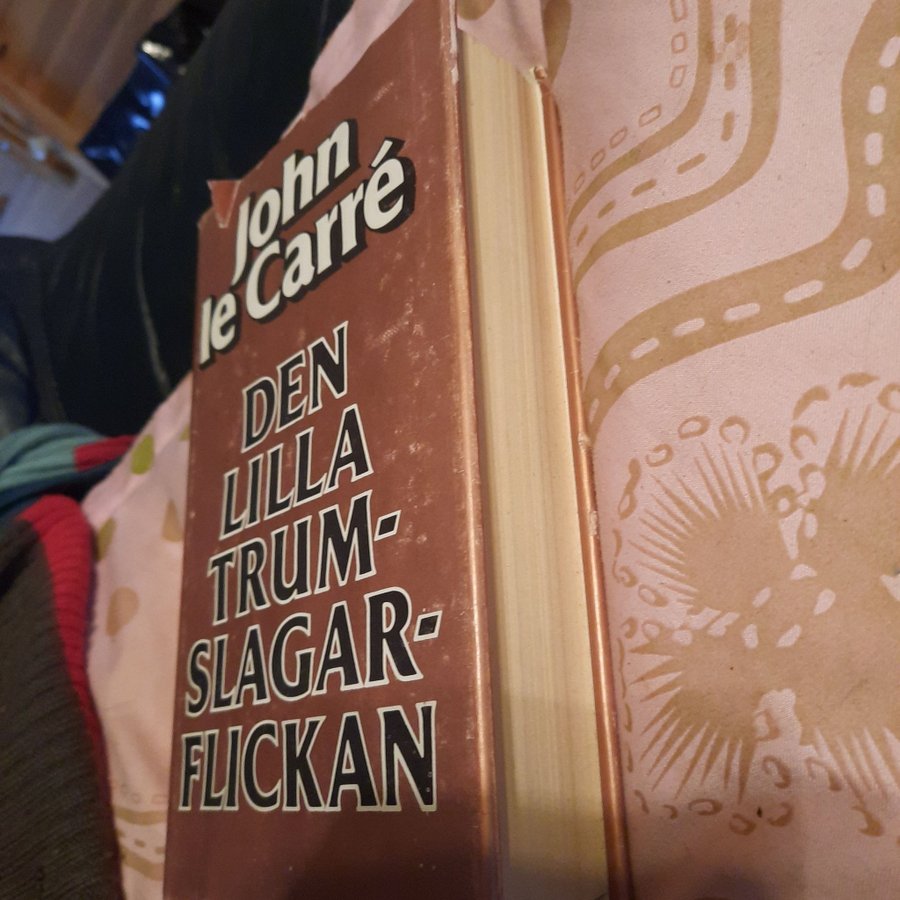 John
le Carré
DEN
LILLA
TRUM-
SLAGAR-
FLICKAN